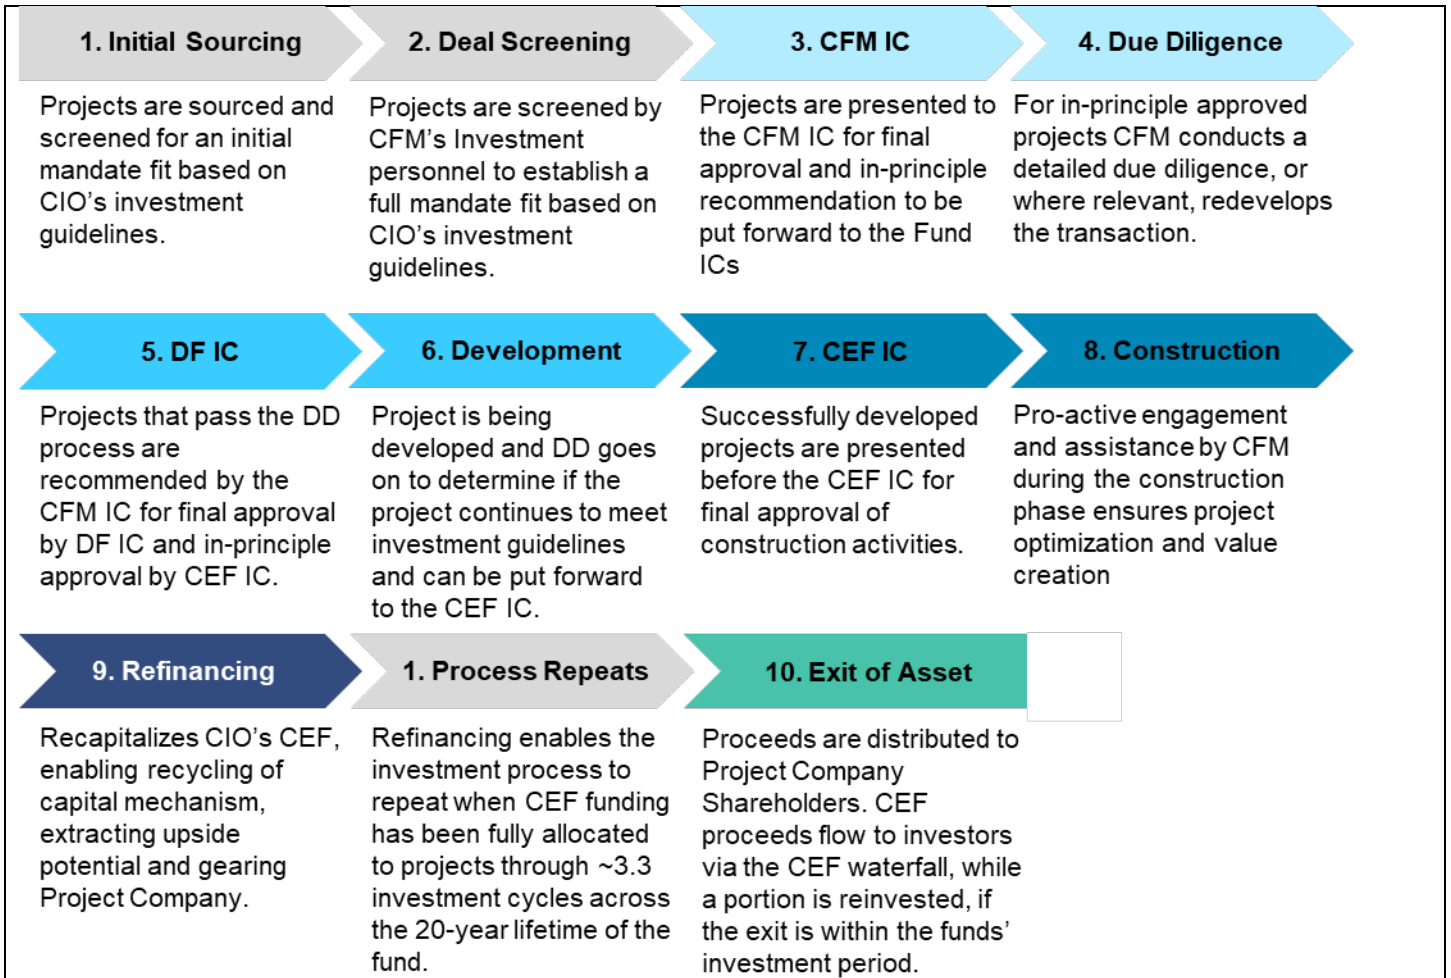 1. Initial Sourcing
2. Deal Screening
3. CFM IC
4. Due Diligence
Projects are sourced and
screened for an initial
mandate fit based on
CIO’s investment
guidelines.
Projects are screened by
CFM’s Investment
personnel to establish a
full mandate fit based on
CIO’s investment
guidelines.
Projects are presented to
the CFM IC for final
approval and in-principle
recommendation to be
put forward to the Fund
ICs
For in-principle approved
projects CFM conducts a
detailed due diligence, or
where relevant, redevelops
the transaction.
5. DF IC
6. Development
7. CEF IC
8. Construction
Projects that pass the DD
process are
recommended by the
CFM IC for final approval
by DF IC and in-principle
approval by CEF IC.
Project is being
developed and DD goes
on to determine if the
project continues to meet
investment guidelines
and can be put forward
to the CEF IC.
Successfully developed
projects are presented
before the CEF IC for
final approval of
construction activities.
Pro-active engagement
and assistance by CFM
during the construction
phase ensures project
optimization and value
creation
9. Refinancing
1. Process Repeats
10. Exit of Asset
Recapitalizes CIO’s CEF,
enabling recycling of
capital mechanism,
extracting upside
potential and gearing
Project Company.
Refinancing enables the
investment process to
repeat when CEF funding
has been fully allocated
to projects through ~3.3
investment cycles across
the 20-year lifetime of the
fund.
Proceeds are distributed to
Project Company
Shareholders. CEF
proceeds flow to investors
via the CEF waterfall, while
a portion is reinvested, if
the exit is within the funds’
investment period.